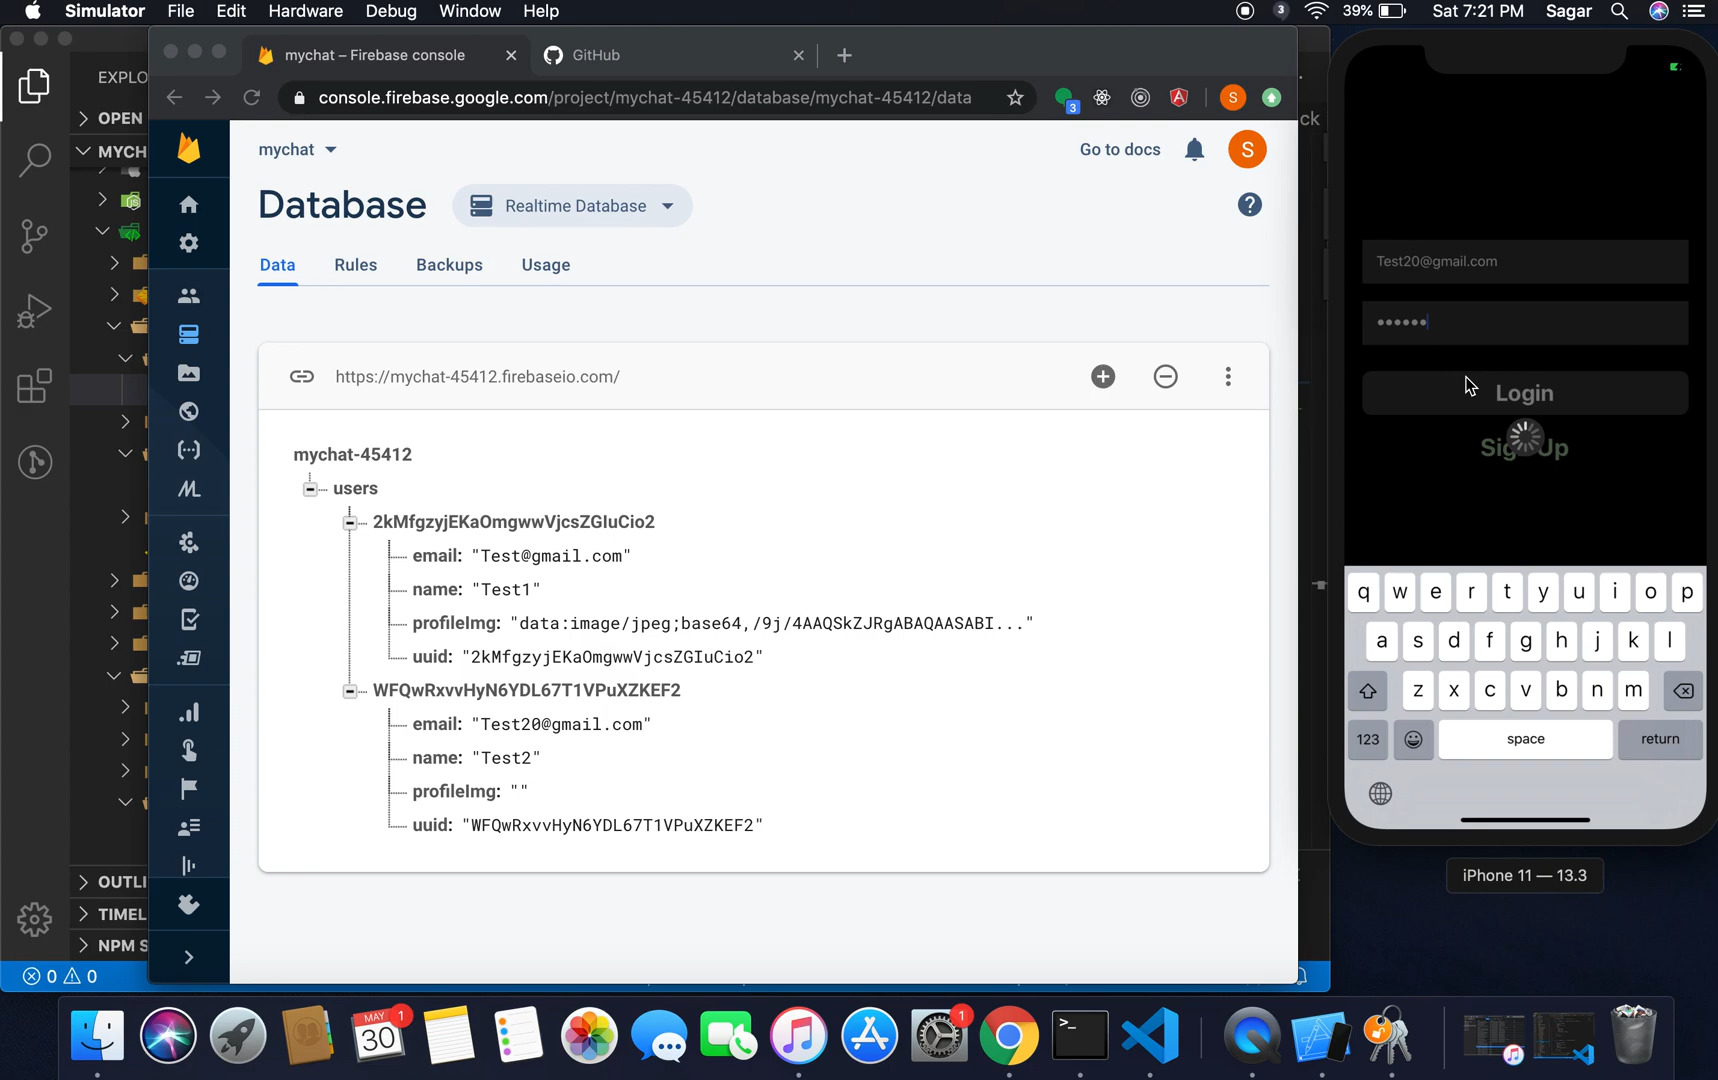 Simulator File Edit Hardware Debug Window Help
3 39% Sat 7:21 PM Sagar
EXPLO
OPEN
MYCH
OUTLI
TIMEL
NPM S
0 0
mychat – Firebase console
GitHub
console.firebase.google.com/project/mychat-45412/database/mychat-45412/data
3
S
ck
mychat
Go to docs
S
Database
Realtime Database
Data Rules Backups Usage
https://mychat-45412.firebaseio.com/
mychat-45412
users
2kMfgzyjEKaOmgwwVjcsZGIuCio2
email: "Test@gmail.com"
name: "Test1"
profileImg: "data:image/jpeg;base64,/9j/4AAQSkZJRgABAQAASABI..."
uuid: "2kMfgzyjEKaOmgwwVjcsZGIuCio2"
WFQwRxvvHyN6YDL67T1VPuXZKEF2
email: "Test20@gmail.com"
name: "Test2"
profileImg: ""
uuid: "WFQwRxvvHyN6YDL67T1VPuXZKEF2"
Test20@gmail.com
••••••
Login
Sign Up
q w e r t y u i o p
a s d f g h j k l
z x c v b n m
123 space return
iPhone 11 — 13.3
MAY
30
1
1